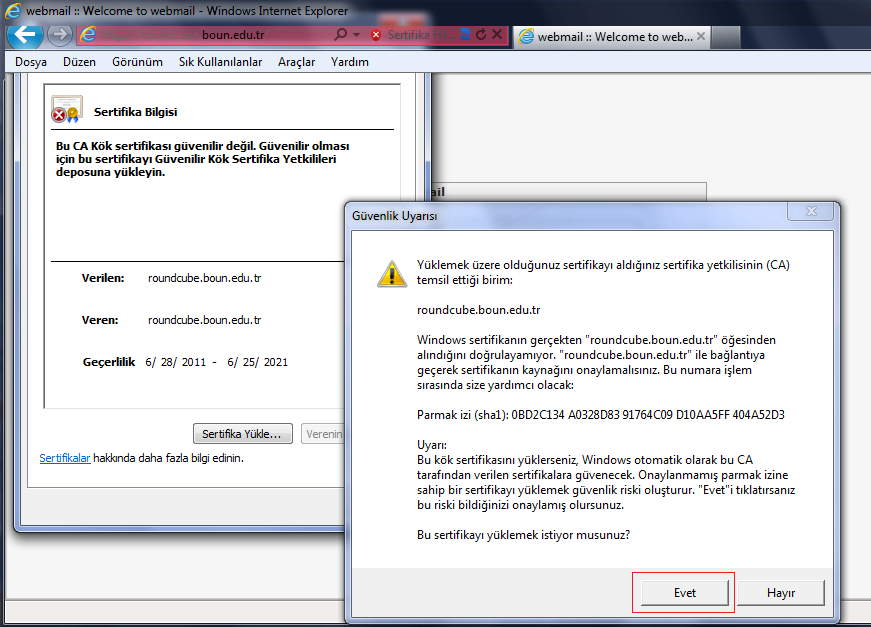 webmail :: Welcome to webmail - Windows Internet Explorer
boun.edu.tr
Sertifika
webmail :: Welcome to web...
Dosya Düzen Görünüm Sık Kullanılanlar Araçlar Yardım
Sertifika Bilgisi
Bu CA Kök sertifikası güvenilir değil. Güvenilir olması
için bu sertifikayı Güvenilir Kök Sertifika Yetkilileri
deposuna yükleyin.
Verilen: roundcube.boun.edu.tr
Veren: roundcube.boun.edu.tr
Geçerlilik 6/ 28/ 2011 - 6/ 25/ 2021
Sertifika Yükle...
Verenin
Sertifikalar hakkında daha fazla bilgi edinin.
ail
Güvenlik Uyarısı
Yüklemek üzere olduğunuz sertifikayı aldığınız sertifika yetkilisinin (CA)
temsil ettiği birim:
roundcube.boun.edu.tr
Windows sertifikanın gerçekten "roundcube.boun.edu.tr" öğesinden
alındığını doğrulayamıyor. "roundcube.boun.edu.tr" ile bağlantıya
geçerek sertifikanın kaynağını onaylamalısınız. Bu numara işlem
sırasında size yardımcı olacak:
Parmak izi (sha1): 0BD2C134 A0328D83 91764C09 D10AA5FF 404A52D3
Uyarı:
Bu kök sertifikasını yüklerseniz, Windows otomatik olarak bu CA
tarafından verilen sertifikalara güvenecek. Onaylanmamış parmak izine
sahip bir sertifikayı yüklemek güvenlik riski oluşturur. "Evet"i tıklatırsanız
bu riski bildiğinizi onaylamış olursunuz.
Bu sertifikayı yüklemek istiyor musunuz?
Evet
Hayır